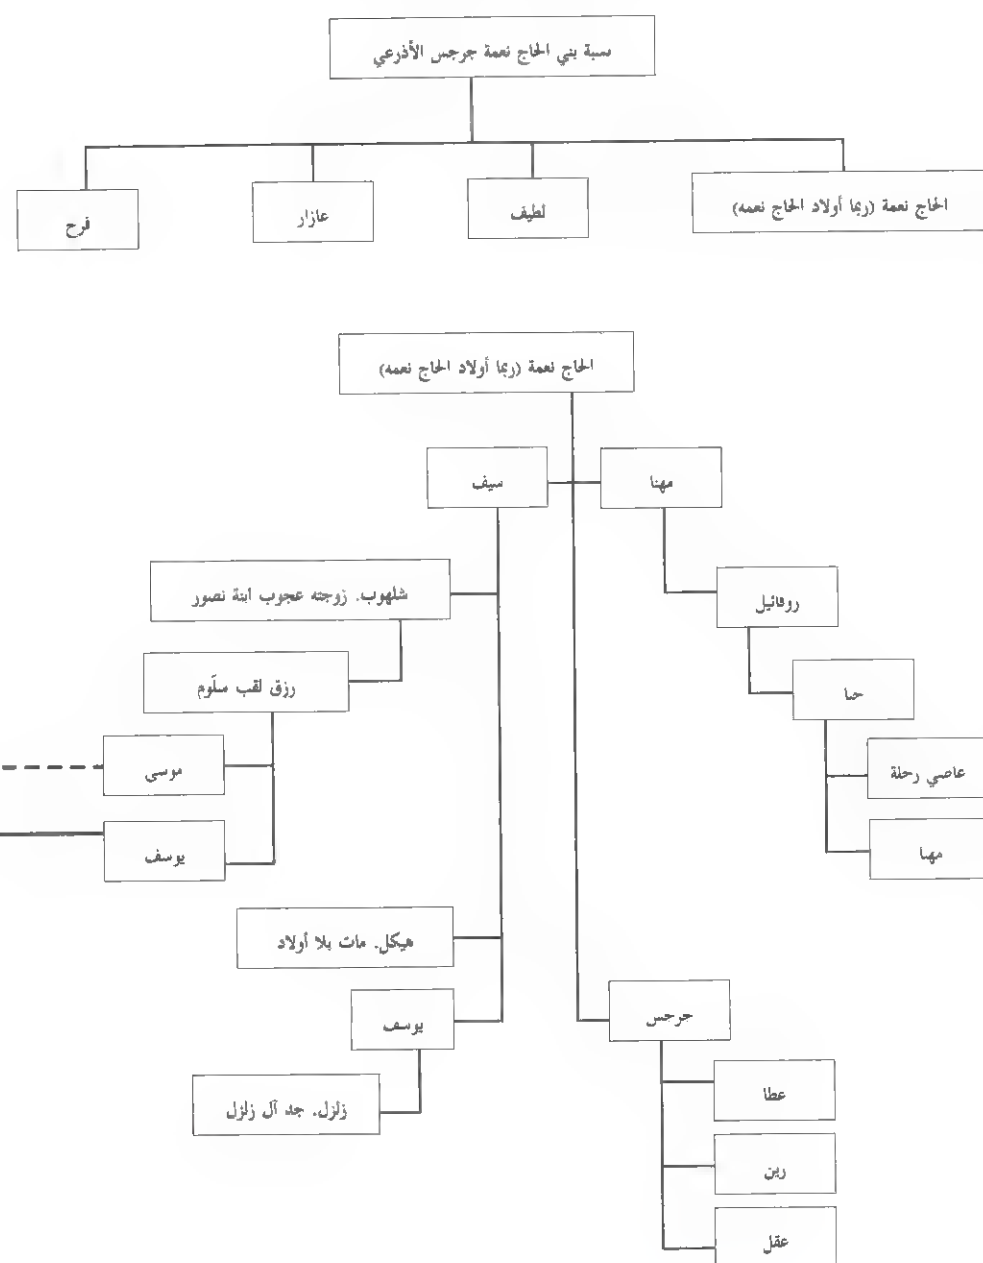 نسبة بني الحاج نعمة جرجس الأذرعي
الحاج نعمة (ربما أولاد الحاج نعمه)
لطيف
عازار
فرح
الحاج نعمة (ربما أولاد الحاج نعمه)
مهنا
سيف
شلهوب. زوجته عجوب ابنة نصور
روفائيل
رزق لقب سلّوم
حنا
موسى
عاصي رحلة
يوسف
مهنا
هيكل. مات بلا أولاد
جرجس
يوسف
عطا
زلزل. جد آل زلزل
زين
عقل